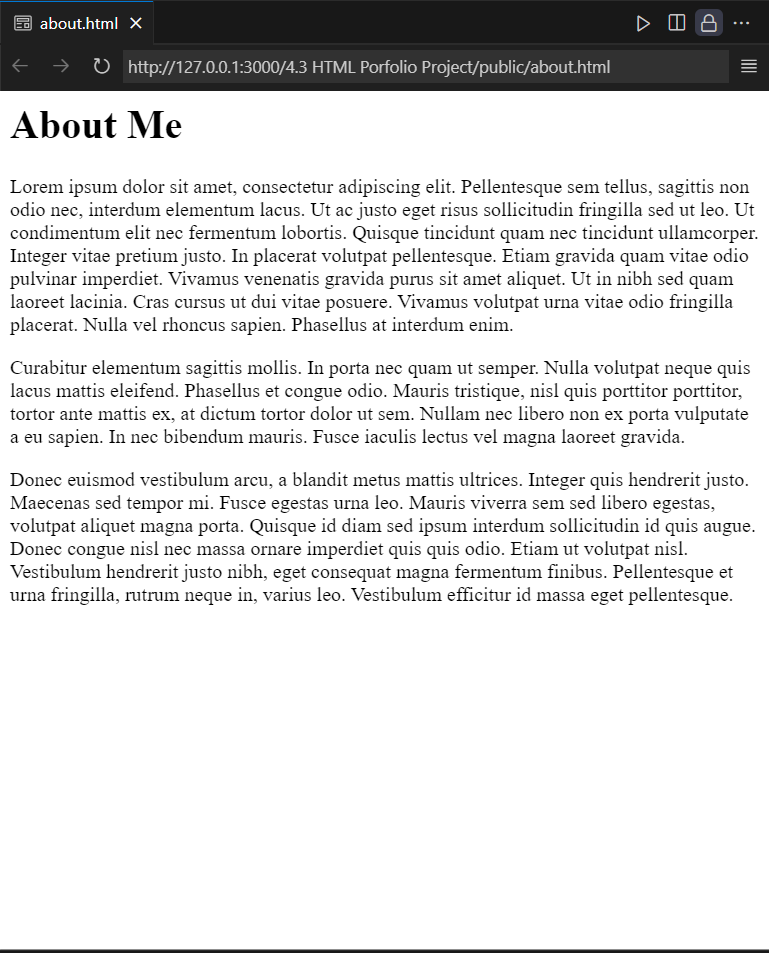 about.html
http://127.0.0.1:3000/4.3 HTML Porfolio Project/public/about.html
About Me
Lorem ipsum dolor sit amet, consectetur adipiscing elit. Pellentesque sem tellus, sagittis non
odio nec, interdum elementum lacus. Ut ac justo eget risus sollicitudin fringilla sed ut leo. Ut
condimentum elit nec fermentum lobortis. Quisque tincidunt quam nec tincidunt ullamcorper.
Integer vitae pretium justo. In placerat volutpat pellentesque. Etiam gravida quam vitae odio
pulvinar imperdiet. Vivamus venenatis gravida purus sit amet aliquet. Ut in nibh sed quam
laoreet lacinia. Cras cursus ut dui vitae posuere. Vivamus volutpat urna vitae odio fringilla
placerat. Nulla vel rhoncus sapien. Phasellus at interdum enim.
Curabitur elementum sagittis mollis. In porta nec quam ut semper. Nulla volutpat neque quis
lacus mattis eleifend. Phasellus et congue odio. Mauris tristique, nisl quis porttitor porttitor,
tortor ante mattis ex, at dictum tortor dolor ut sem. Nullam nec libero non ex porta vulputate
a eu sapien. In nec bibendum mauris. Fusce iaculis lectus vel magna laoreet gravida.
Donec euismod vestibulum arcu, a blandit metus mattis ultrices. Integer quis hendrerit justo.
Maecenas sed tempor mi. Fusce egestas urna leo. Mauris viverra sem sed libero egestas,
volutpat aliquet magna porta. Quisque id diam sed ipsum interdum sollicitudin id quis augue.
Donec congue nisl nec massa ornare imperdiet quis quis odio. Etiam ut volutpat nisl.
Vestibulum hendrerit justo nibh, eget consequat magna fermentum finibus. Pellentesque et
urna fringilla, rutrum neque in, varius leo. Vestibulum efficitur id massa eget pellentesque.